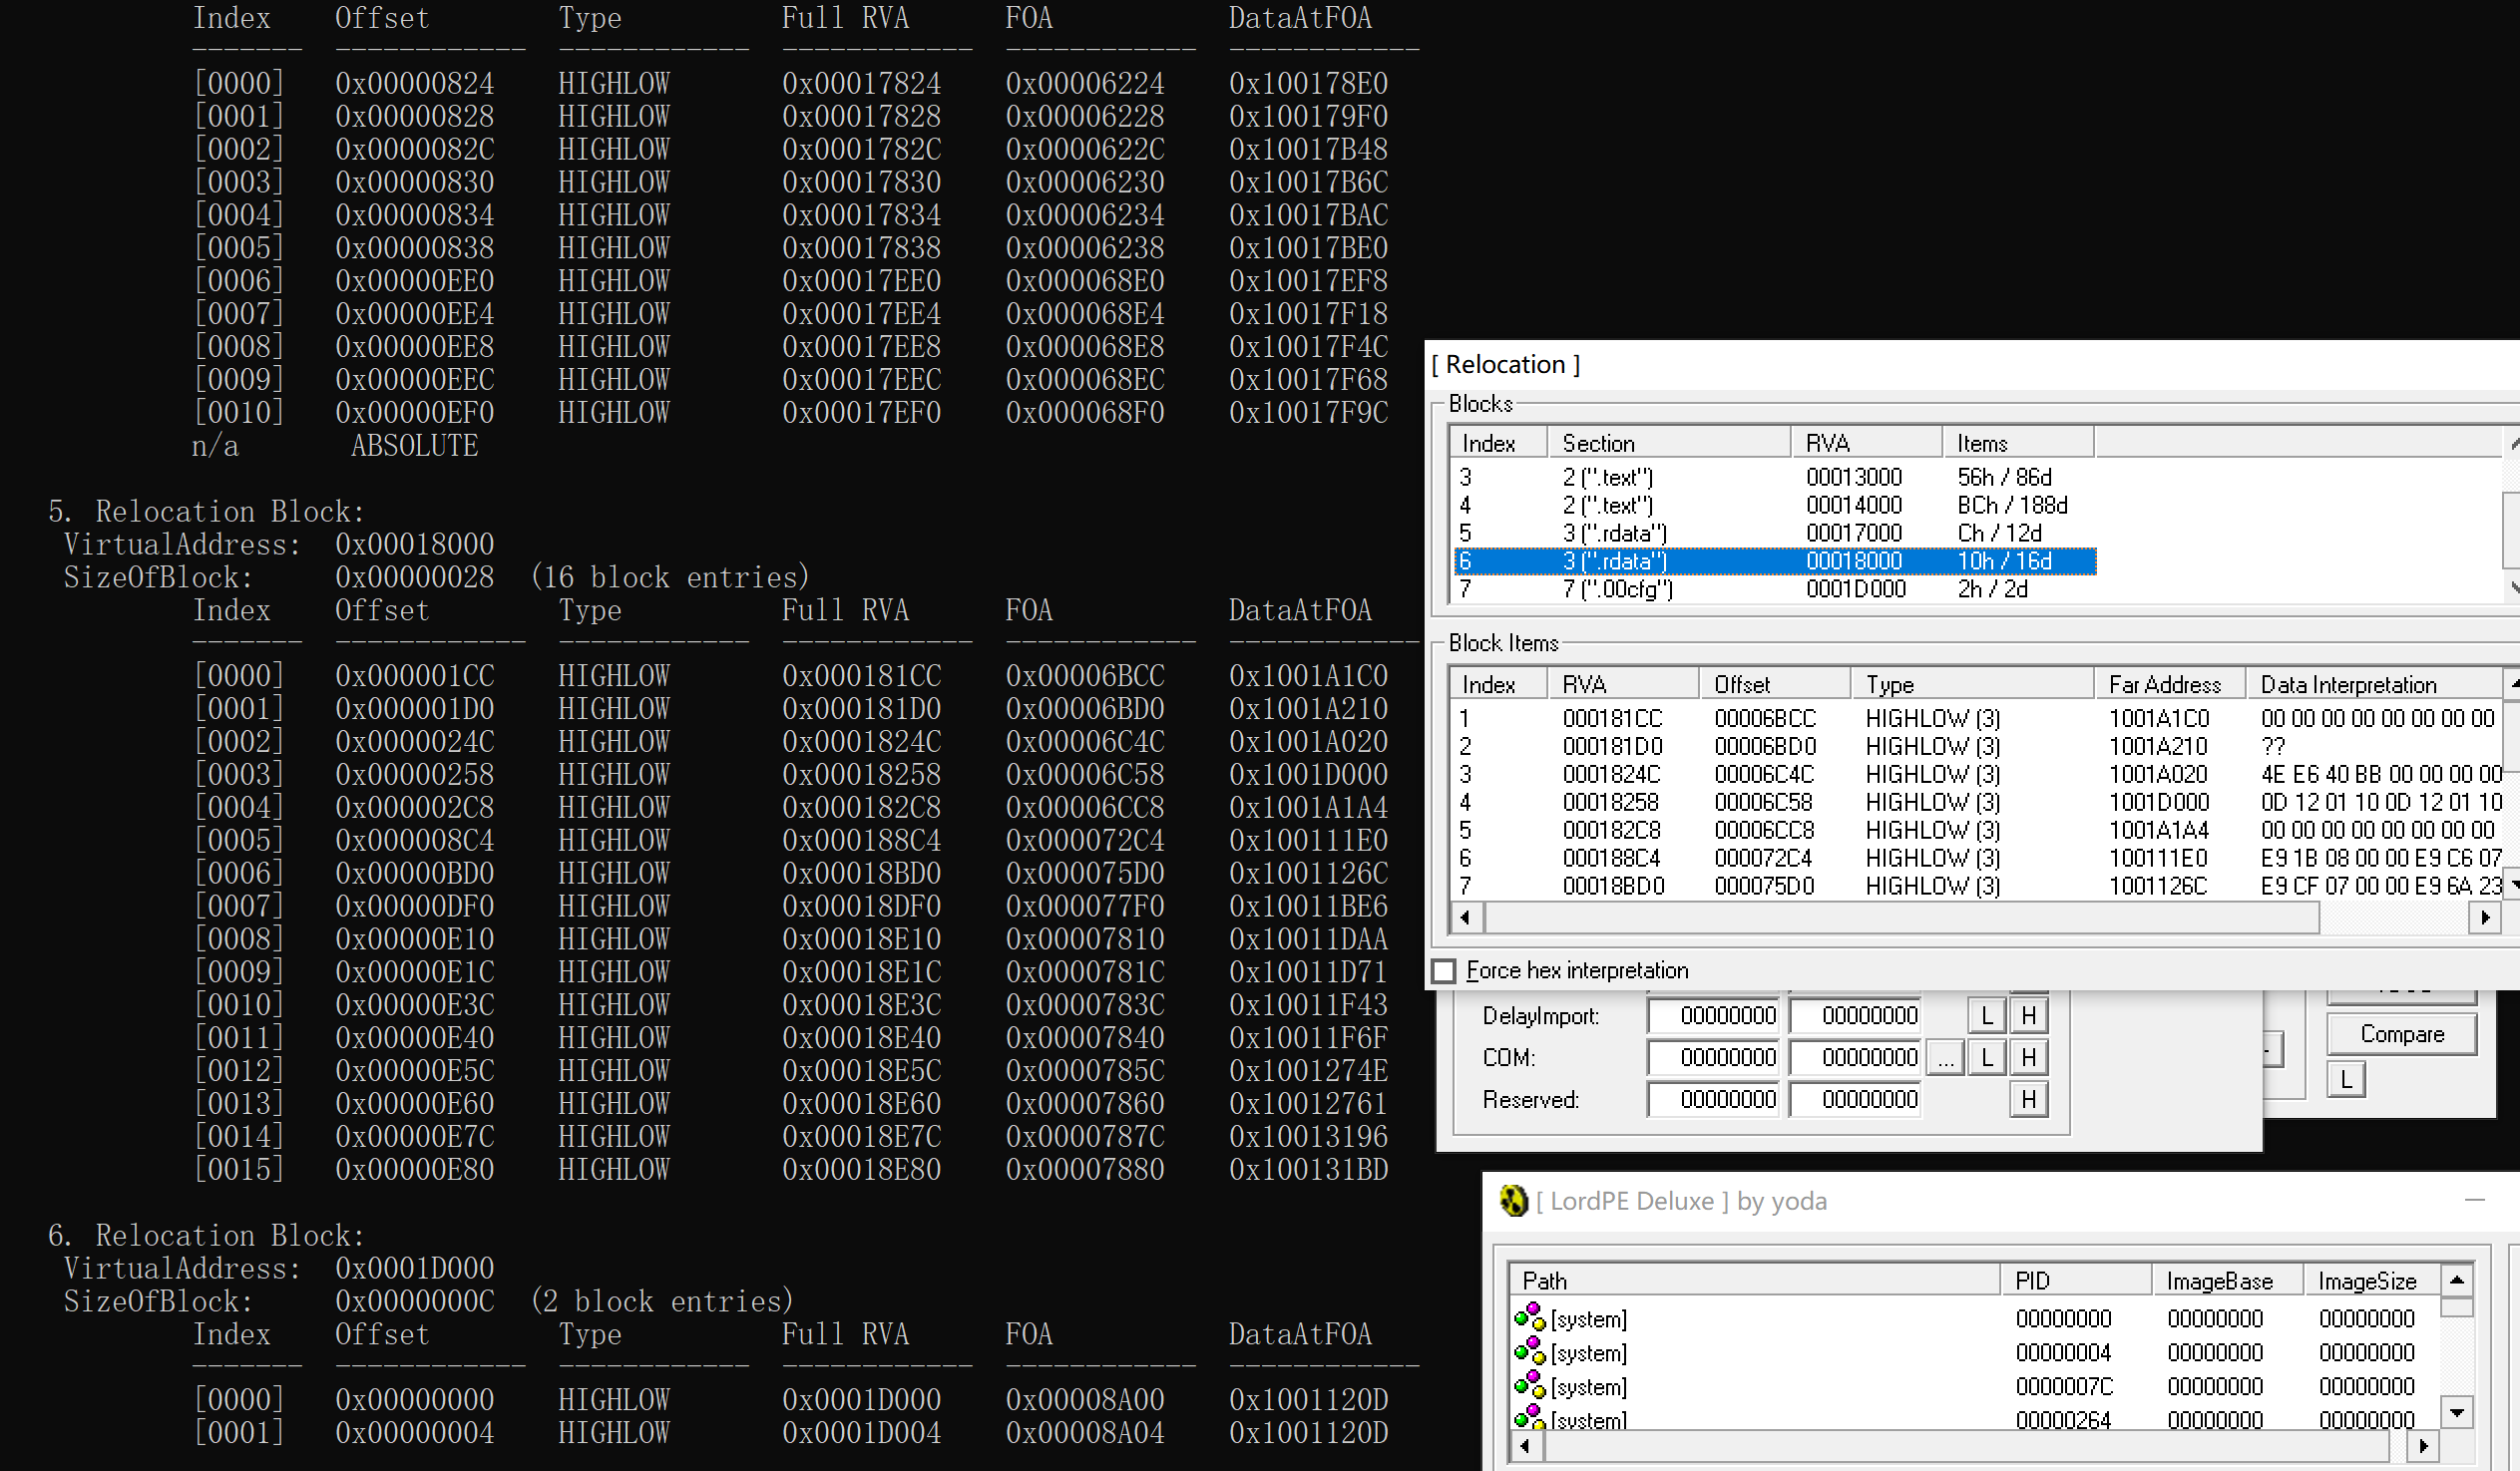 Index Offset Type Full RVA FOA DataAtFOA
------- ------------ ------------ ------------ ------------ ------------
[0000] 0x00000824 HIGHLOW 0x00017824 0x00006224 0x100178E0
[0001] 0x00000828 HIGHLOW 0x00017828 0x00006228 0x100179F0
[0002] 0x0000082C HIGHLOW 0x0001782C 0x0000622C 0x10017B48
[0003] 0x00000830 HIGHLOW 0x00017830 0x00006230 0x10017B6C
[0004] 0x00000834 HIGHLOW 0x00017834 0x00006234 0x10017BAC
[0005] 0x00000838 HIGHLOW 0x00017838 0x00006238 0x10017BE0
[0006] 0x00000EE0 HIGHLOW 0x00017EE0 0x000068E0 0x10017EF8
[0007] 0x00000EE4 HIGHLOW 0x00017EE4 0x000068E4 0x10017F18
[0008] 0x00000EE8 HIGHLOW 0x00017EE8 0x000068E8 0x10017F4C
[0009] 0x00000EEC HIGHLOW 0x00017EEC 0x000068EC 0x10017F68
[0010] 0x00000EF0 HIGHLOW 0x00017EF0 0x000068F0 0x10017F9C
n/a ABSOLUTE
5. Relocation Block:
VirtualAddress: 0x00018000
SizeOfBlock: 0x00000028 (16 block entries)
Index Offset Type Full RVA FOA DataAtFOA
------- ------------ ------------ ------------ ------------ ------------
[0000] 0x000001CC HIGHLOW 0x000181CC 0x00006BCC 0x1001A1C0
[0001] 0x000001D0 HIGHLOW 0x000181D0 0x00006BD0 0x1001A210
[0002] 0x0000024C HIGHLOW 0x0001824C 0x00006C4C 0x1001A020
[0003] 0x00000258 HIGHLOW 0x00018258 0x00006C58 0x1001D000
[0004] 0x000002C8 HIGHLOW 0x000182C8 0x00006CC8 0x1001A1A4
[0005] 0x000008C4 HIGHLOW 0x000188C4 0x000072C4 0x100111E0
[0006] 0x00000BD0 HIGHLOW 0x00018BD0 0x000075D0 0x1001126C
[0007] 0x00000DF0 HIGHLOW 0x00018DF0 0x000077F0 0x10011BE6
[0008] 0x00000E10 HIGHLOW 0x00018E10 0x00007810 0x10011DAA
[0009] 0x00000E1C HIGHLOW 0x00018E1C 0x0000781C 0x10011D71
[0010] 0x00000E3C HIGHLOW 0x00018E3C 0x0000783C 0x10011F43
[0011] 0x00000E40 HIGHLOW 0x00018E40 0x00007840 0x10011F6F
[0012] 0x00000E5C HIGHLOW 0x00018E5C 0x0000785C 0x1001274E
[0013] 0x00000E60 HIGHLOW 0x00018E60 0x00007860 0x10012761
[0014] 0x00000E7C HIGHLOW 0x00018E7C 0x0000787C 0x10013196
[0015] 0x00000E80 HIGHLOW 0x00018E80 0x00007880 0x100131BD
6. Relocation Block:
VirtualAddress: 0x0001D000
SizeOfBlock: 0x0000000C (2 block entries)
Index Offset Type Full RVA FOA DataAtFOA
------- ------------ ------------ ------------ ------------ ------------
[0000] 0x00000000 HIGHLOW 0x0001D000 0x00008A00 0x1001120D
[0001] 0x00000004 HIGHLOW 0x0001D004 0x00008A04 0x1001120D
[ Relocation ]
Blocks
Index Section RVA Items
3 2 (".text") 00013000 56h / 86d
4 2 (".text") 00014000 BCh / 188d
5 3 (".rdata") 00017000 Ch / 12d
6 3 (".rdata") 00018000 10h / 16d
7 7 (".00cfg") 0001D000 2h / 2d
Block Items
Index RVA Offset Type Far Address Data Interpretation
1 000181CC 00006BCC HIGHLOW (3) 1001A1C0 00 00 00 00 00 00 00 00
2 000181D0 00006BD0 HIGHLOW (3) 1001A210 ??
3 0001824C 00006C4C HIGHLOW (3) 1001A020 4E E6 40 BB 00 00 00 00
4 00018258 00006C58 HIGHLOW (3) 1001D000 0D 12 01 10 0D 12 01 10
5 000182C8 00006CC8 HIGHLOW (3) 1001A1A4 00 00 00 00 00 00 00 00
6 000188C4 000072C4 HIGHLOW (3) 100111E0 E9 1B 08 00 00 E9 C6 07
7 00018BD0 000075D0 HIGHLOW (3) 1001126C E9 CF 07 00 00 E9 6A 23
Force hex interpretation
DelayImport: 00000000 00000000 L H
COM: 00000000 00000000 ... L H
Reserved: 00000000 00000000 H
Compare
L
[ LordPE Deluxe ] by yoda
Path PID ImageBase ImageSize
[system] 00000000 00000000 00000000
[system] 00000004 00000000 00000000
[system] 0000007C 00000000 00000000
[system] 00000264 00000000 00000000